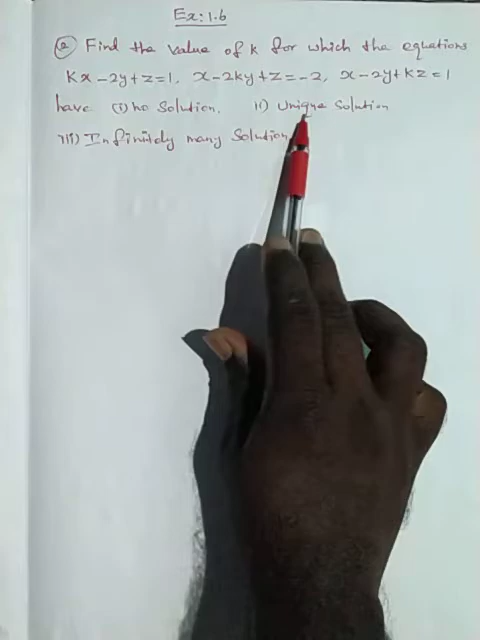 Ex: 1.6
② Find the value of k for which the equations
kx - 2y + z = 1, x - 2ky + z = -2, x - 2y + kz = 1
have (i) no Solution. ii) Unique Solution
iii) Infinitely many Solution